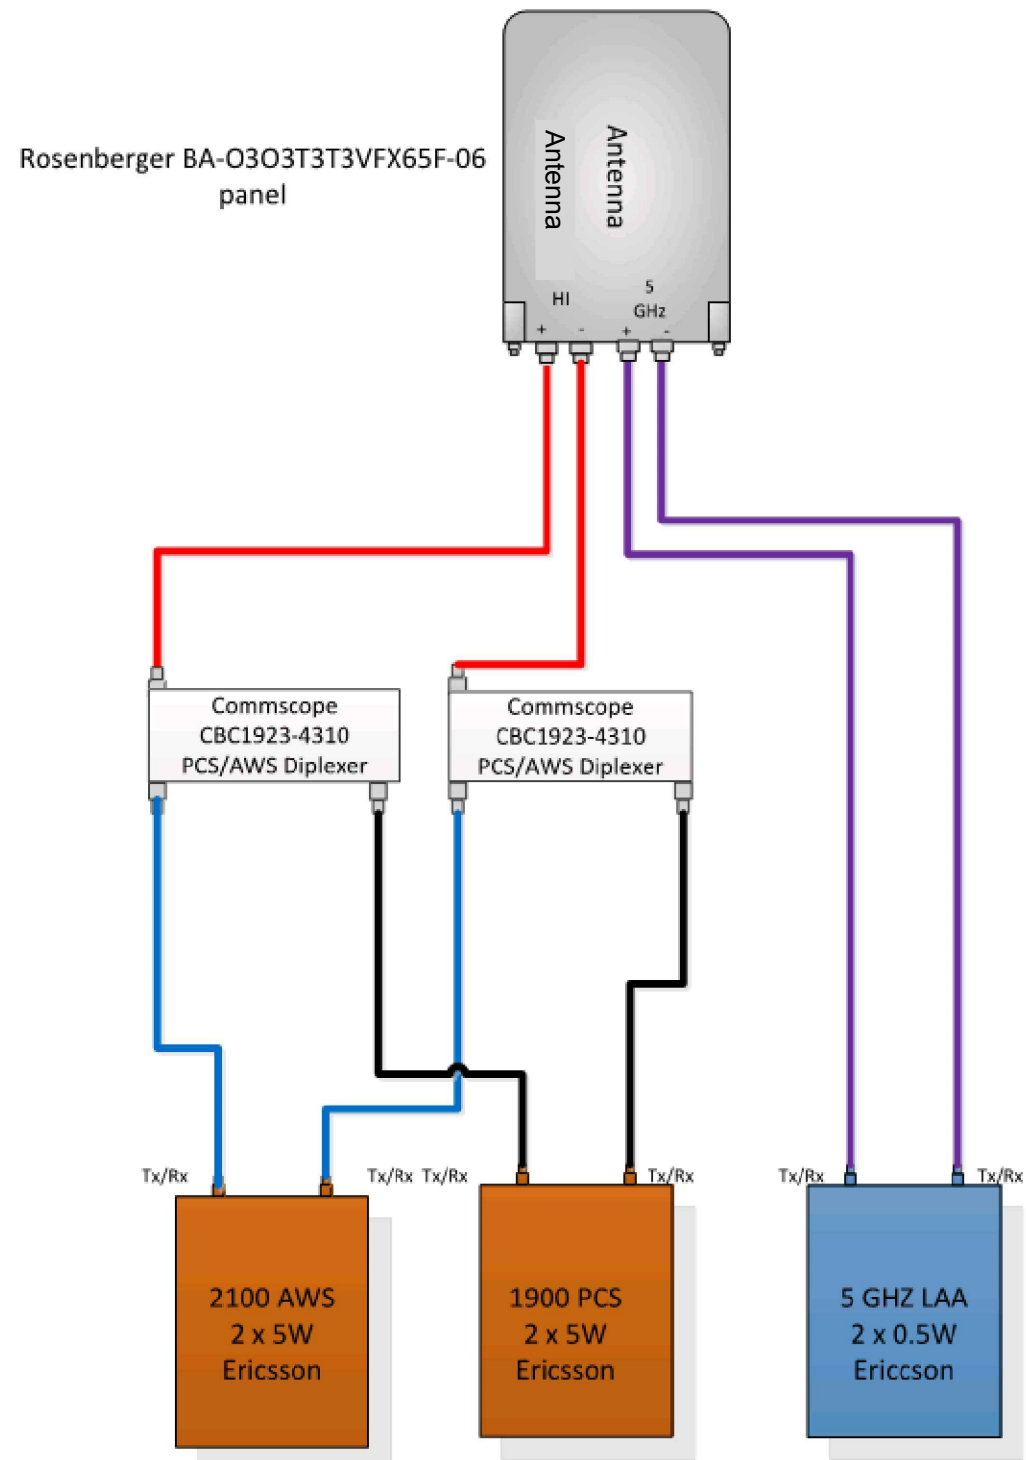 Rosenberger BA-O3O3T3T3VFX65F-06
panel
Antenna
Antenna
HI
5
GHz
+
-
+
-
Commscope
CBC1923-4310
PCS/AWS Diplexer
Commscope
CBC1923-4310
PCS/AWS Diplexer
Tx/Rx
Tx/Rx
Tx/Rx
Tx/Rx
Tx/Rx
Tx/Rx
2100 AWS
2 x 5W
Ericsson
1900 PCS
2 x 5W
Ericsson
5 GHZ LAA
2 x 0.5W
Ericcson